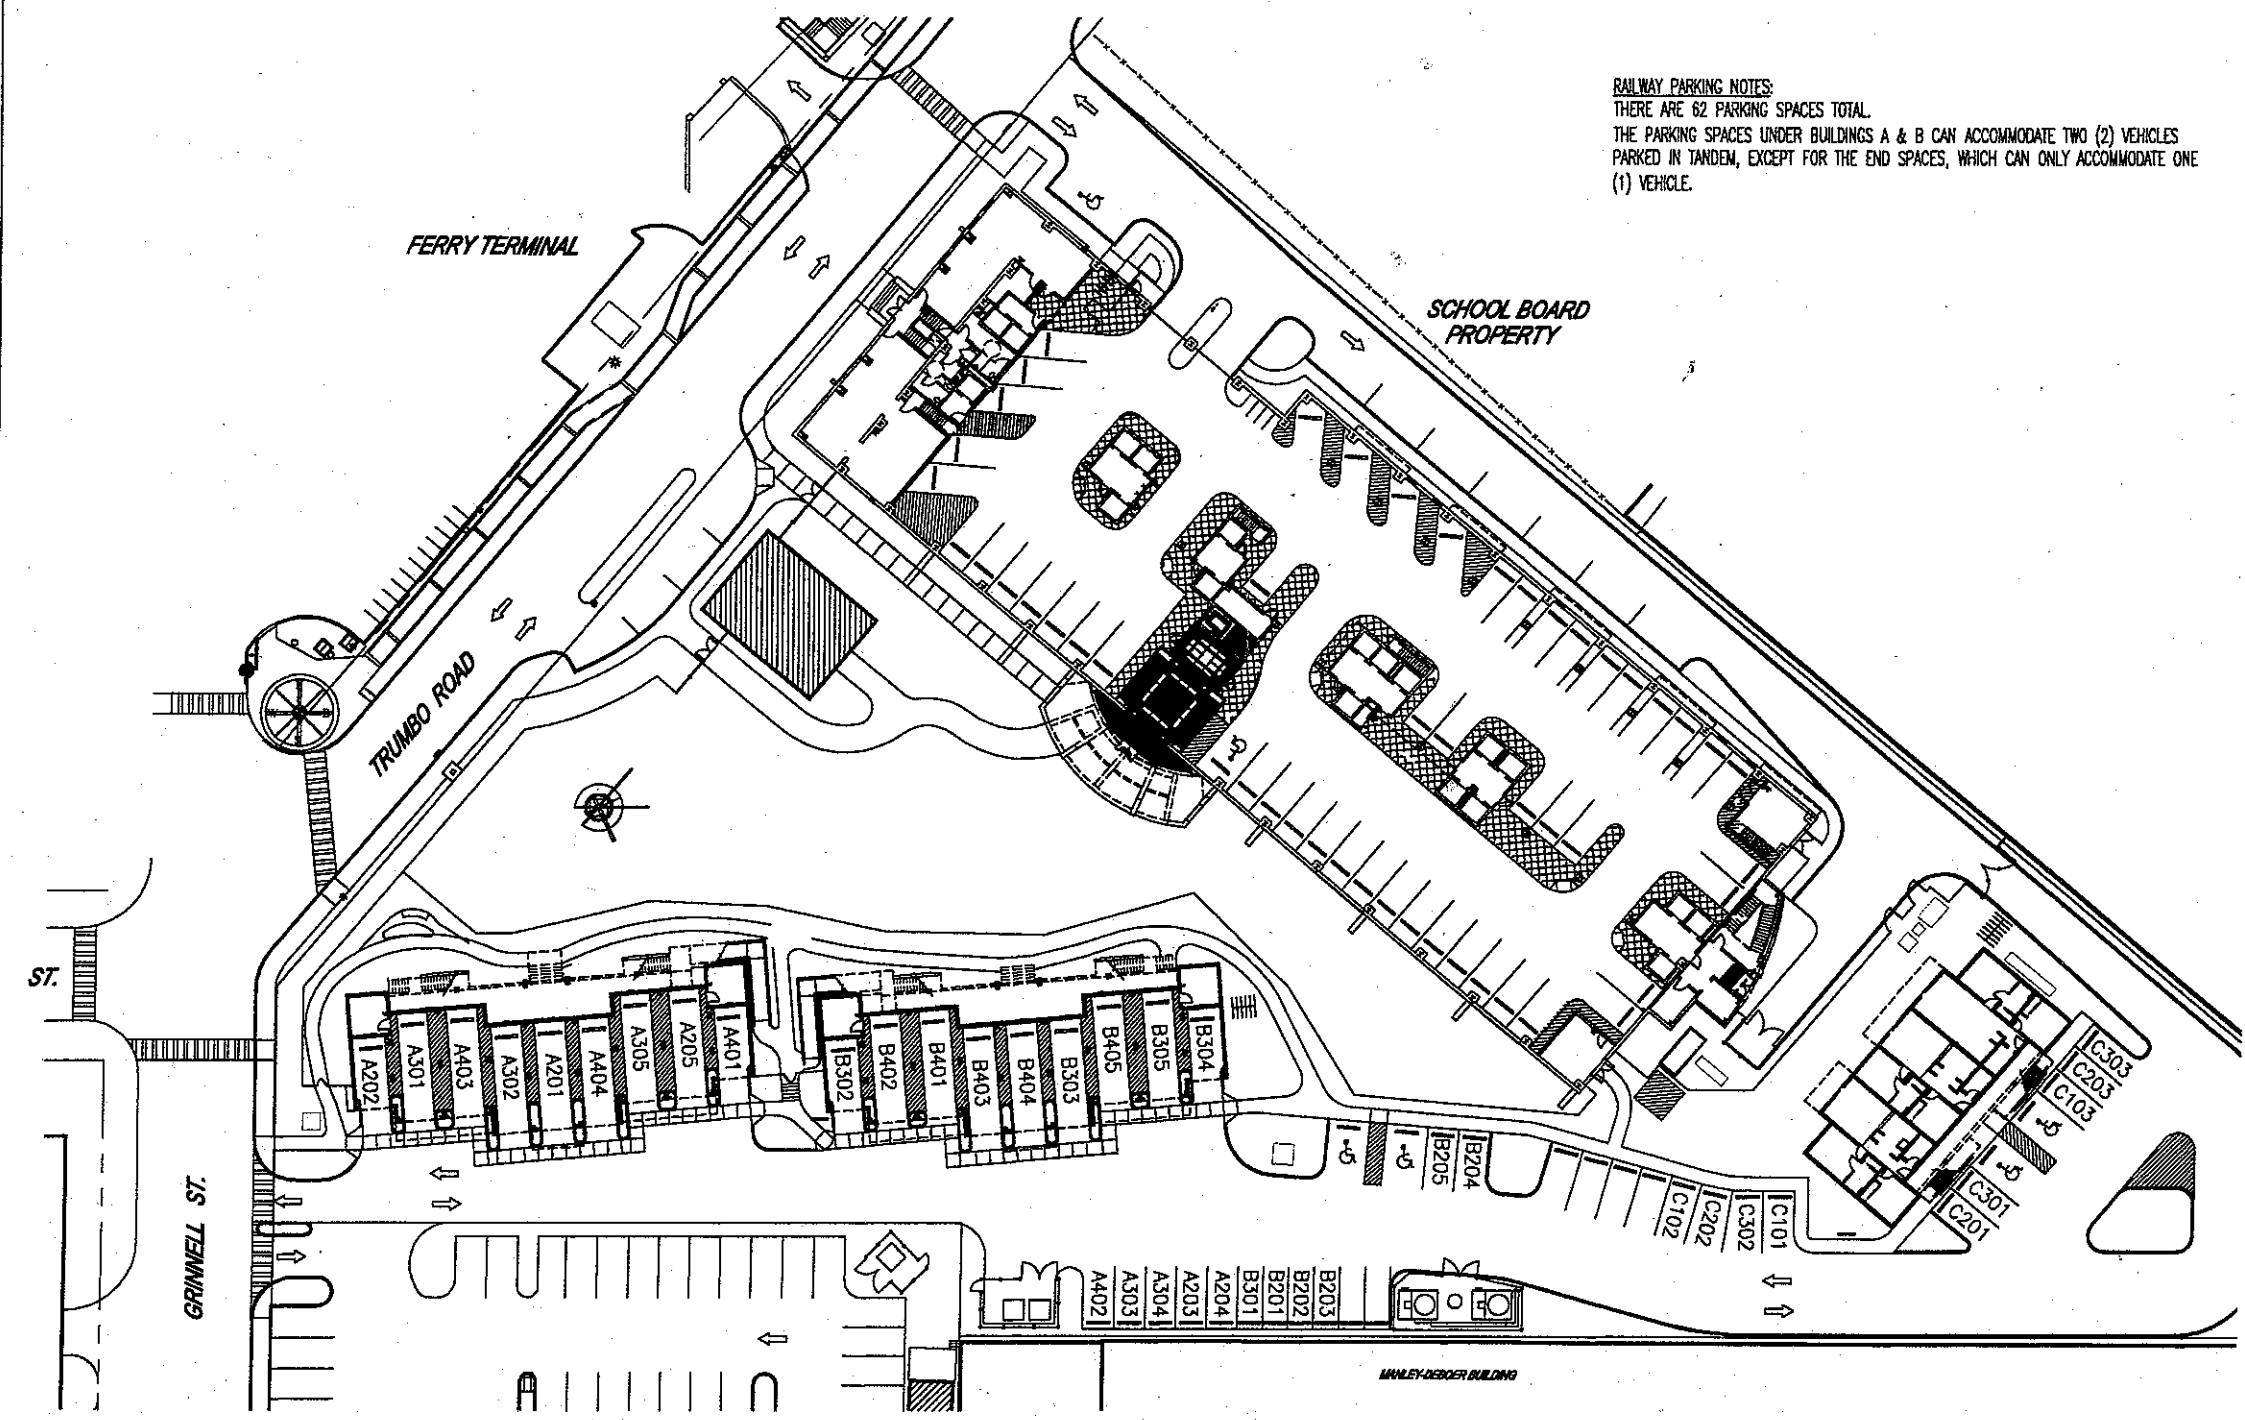 RAILWAY PARKING NOTES:
THERE ARE 62 PARKING SPACES TOTAL.
THE PARKING SPACES UNDER BUILDINGS A & B CAN ACCOMMODATE TWO (2) VEHICLES
PARKED IN TANDEM, EXCEPT FOR THE END SPACES, WHICH CAN ONLY ACCOMMODATE ONE
(1) VEHICLE.
FERRY TERMINAL
SCHOOL BOARD
PROPERTY
TRUMBO ROAD
ST.
GRINNELL ST.
A202
A301
A403
A302
A201
A404
A305
A205
A401
B302
B402
B401
B403
B404
B303
B405
B305
B304
C303
C203
C103
C301
C201
B205
B204
C102
C202
C302
C101
A402
A303
A304
A203
A204
B301
B201
B202
B203
MANLEY-DEBOER BUILDING